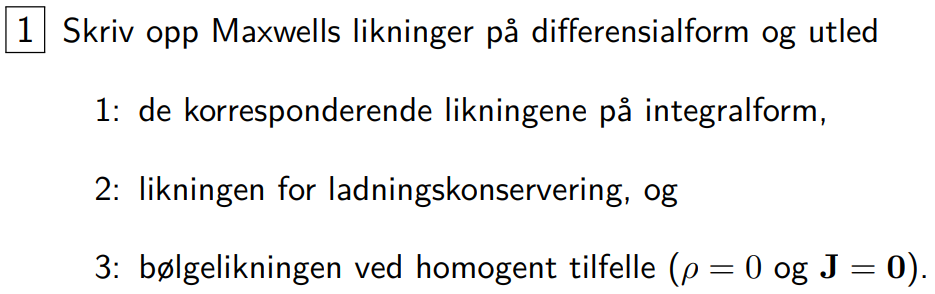 1 Skriv opp Maxwells likninger på differensialform og utled
1: de korresponderende likningene på integralform,
2: likningen for ladningskonservering, og
3: bølgelikningen ved homogent tilfelle (ρ = 0 og J = 0).